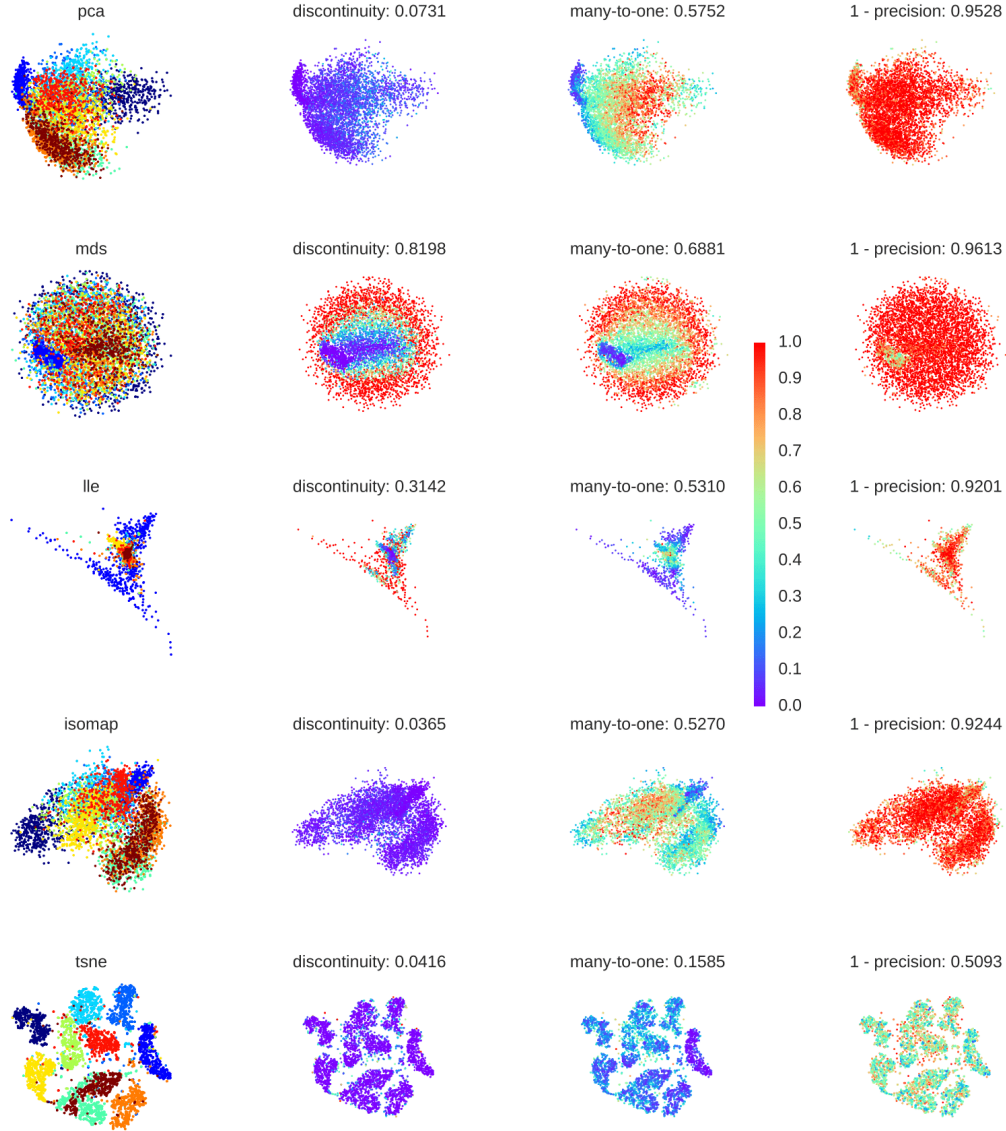 pca discontinuity: 0.0731 many-to-one: 0.5752 1 - precision: 0.9528
mds discontinuity: 0.8198 many-to-one: 0.6881 1 - precision: 0.9613
1.0
0.9
0.8
0.7
0.6
lle discontinuity: 0.3142 many-to-one: 0.5310 1 - precision: 0.9201
0.5
0.4
0.3
0.2
0.1
0.0
isomap discontinuity: 0.0365 many-to-one: 0.5270 1 - precision: 0.9244
tsne discontinuity: 0.0416 many-to-one: 0.1585 1 - precision: 0.5093